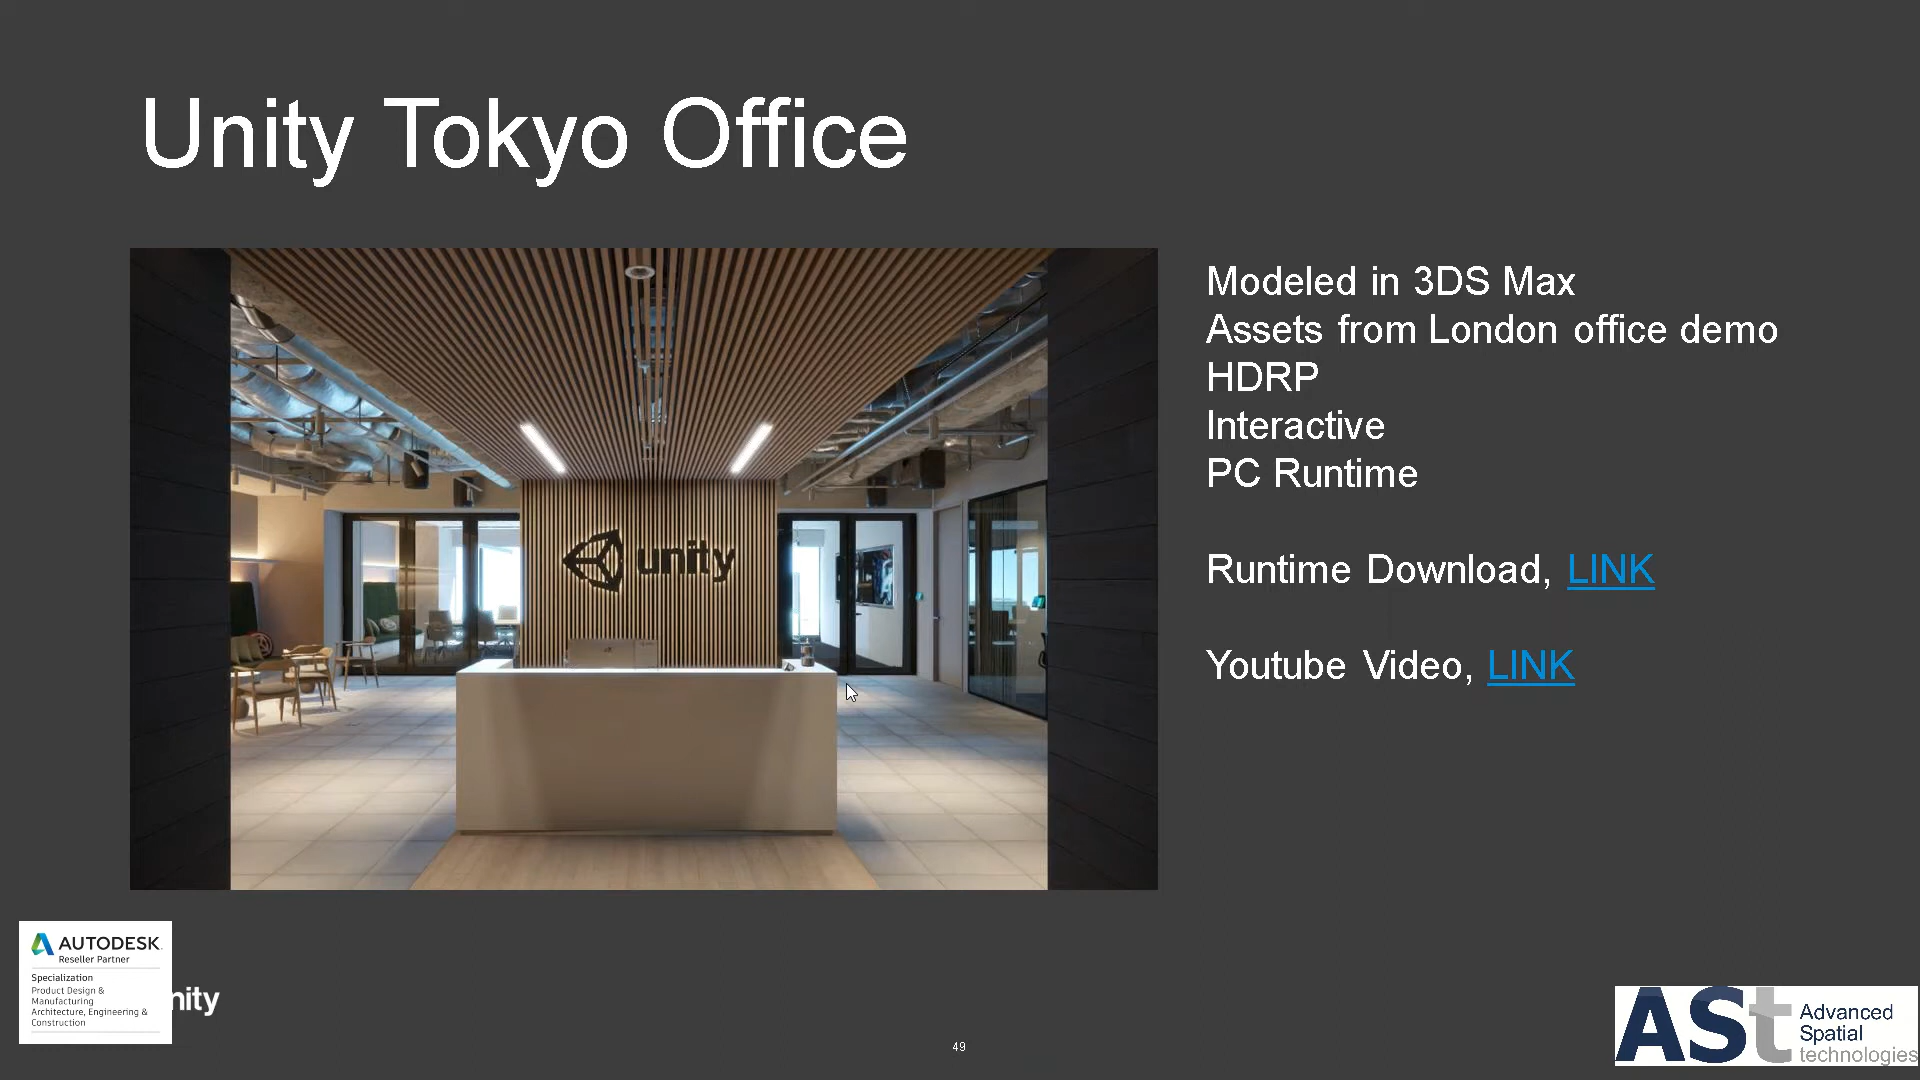 Unity Tokyo Office
unity
Modeled in 3DS Max
Assets from London office demo
HDRP
Interactive
PC Runtime
Runtime Download, LINK
Youtube Video, LINK
AUTODESK
Reseller Partner
Specialization
Product Design &
Manufacturing
Architecture, Engineering &
Construction
nity
49
ASt
Advanced
Spatial
technologies